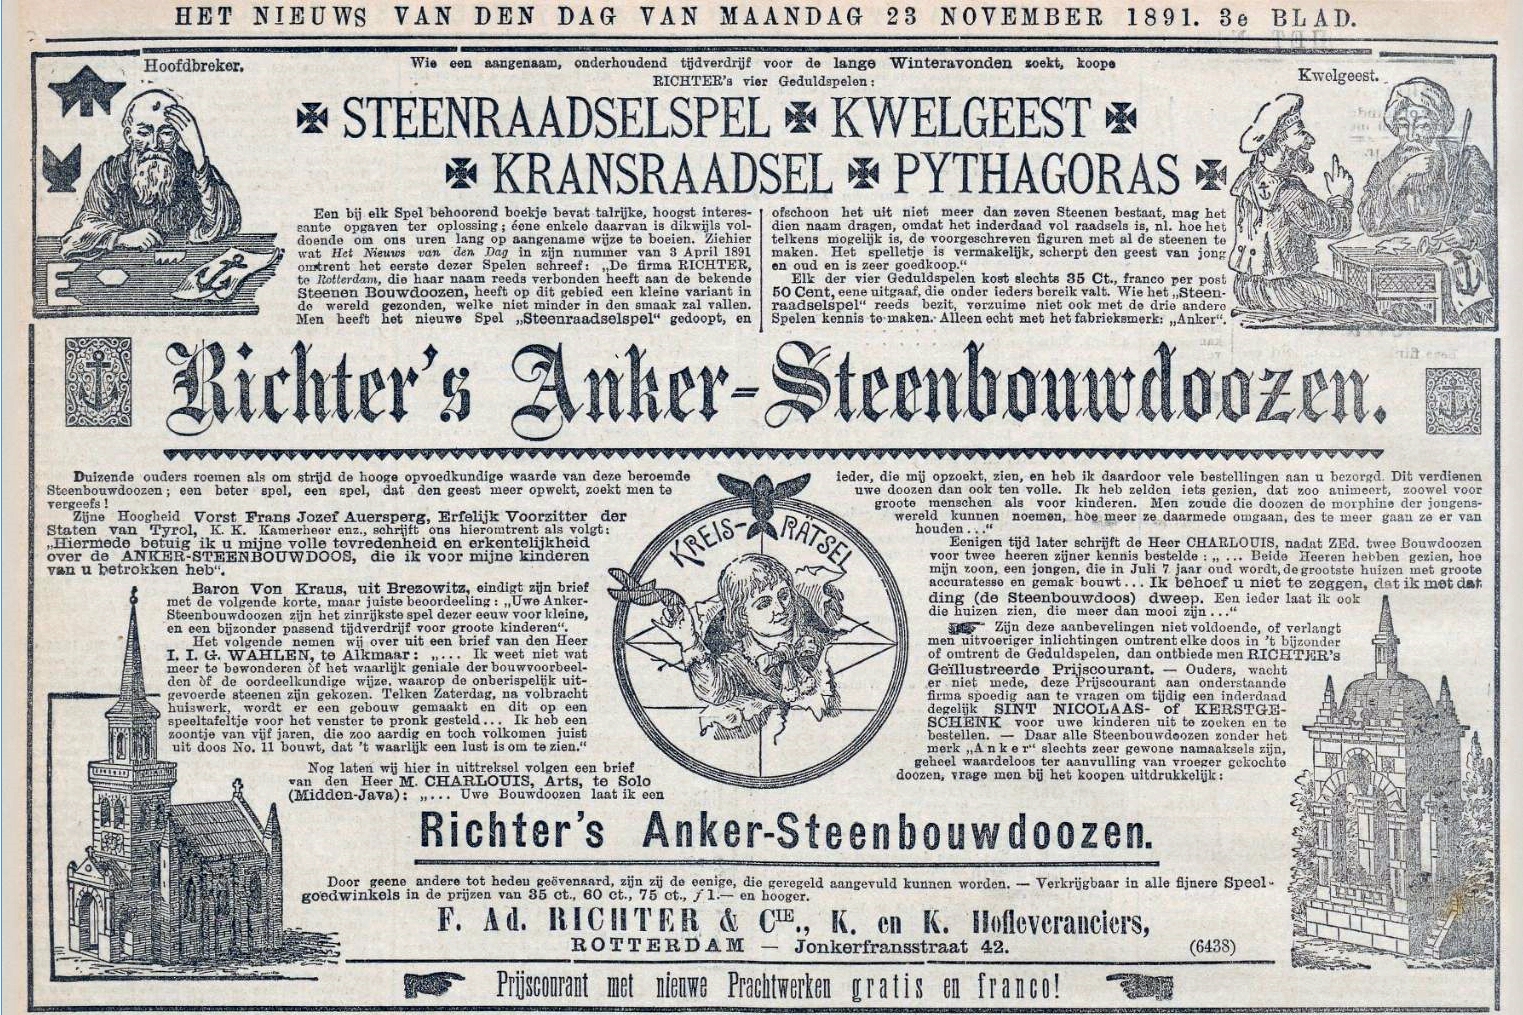 HET NIEUWS VAN DEN DAG VAN MAANDAG 23 NOVEMBER 1891. 3e BLAD.
Hoofdbreker.
Wie een aangenaam, onderhoudend tijdverdrijf voor de lange Winteravonden zoekt, koope
RICHTER's vier Geduldspelen:
Kwelgeest.
STEENRAADSELSPEL KWELGEEST
KRANSRAADSEL PYTHAGORAS
Een bij elk Spel behoorend boekje bevat talrijke, hoogst interes-
sante opgaven ter oplossing; éene enkele daarvan is dikwijls vol-
doende om ons uren lang op aangename wijze te boeien. Ziehier
wat Het Nieuws van den Dag in zijn nummer van 3 April 1891
omtrent het eerste dezer Spelen schreef: „De firma RICHTER,
te Rotterdam, die haar naam reeds verbonden heeft aan de bekende
Steenen Bouwdoozen, heeft op dit gebied een kleine variant in
de wereld gezonden, welke niet minder in den smaak zal vallen.
Men heeft het nieuwe Spel „Steenraadselspel“ gedoopt, en
ofschoon het uit niet meer dan zeven Steenen bestaat, mag het
dien naam dragen, omdat het inderdaad vol raadsels is, nl. hoe het
telkens mogelijk is, de voorgeschreven figuren met al de steenen te
maken. Het spelletje is vermakelijk, scherpt den geest van jong
en oud en is zeer goedkoop.“
Elk der vier Geduldspelen kost slechts 35 Ct., franco per post
50 Cent, eene uitgaaf, die onder ieders bereik valt. Wie het „Steen-
raadselspel“ reeds bezit, verzuime niet ook met de drie andere
Spelen kennis te maken. Alleen echt met het fabrieksmerk: „Anker“.
Richter's Anker-Steenbouwdoozen.
Duizende ouders roemen als om strijd de hooge opvoedkundige waarde van deze beroemde
Steenbouwdoozen; een beter spel, een spel, dat den geest meer opwekt, zoekt men te
vergeefs!
Zijne Hoogheid Vorst Frans Jozef Auersperg, Erfelijk Voorzitter der
Staten van Tyrol, K. K. Kamerheer enz., schrijft ons hieromtrent als volgt:
„Hiermede betuig ik u mijne volle tevredenheid en erkentelijkheid
over de ANKER-STEENBOUWDOOS, die ik voor mijne kinderen
van u betrokken heb“.
Baron Von Kraus, uit Brezowitz, eindigt zijn brief
met de volgende korte, maar juiste beoordeeling: „Uwe Anker-
Steenbouwdoozen zijn het zinrijkste spel dezer eeuw voor kleine,
en een bijzonder passend tijdverdrijf voor groote kinderen“.
Het volgende nemen wij over uit een brief van den Heer
I. I. G. WAHLEN, te Alkmaar: „.... Ik weet niet wat
meer te bewonderen óf het waarlijk geniale der bouwvoorbeel-
den óf de oordeelkundige wijze, waarop de onberispelijk uit-
gevoerde steenen zijn gekozen. Telken Zaterdag, na volbracht
huiswerk, wordt er een gebouw gemaakt en dit op een
speeltafeltje voor het venster te pronk gesteld... Ik heb een
zoontje van vijf jaren, die zoo aardig en toch volkomen juist
uit doos No. 11 bouwt, dat 't waarlijk een lust is om te zien.“
Nog laten wij hier in uittreksel volgen een brief
van den Heer M. CHARLOUIS, Arts, te Solo
(Midden-Java): „... Uwe Bouwdoozen laat ik een
KREIS-RÄTSEL
ieder, die mij opzoekt, zien, en heb ik daardoor vele bestellingen aan u bezorgd. Dit verdienen
uwe doozen dan ook ten volle. Ik heb zelden iets gezien, dat zoo animeert, zoowel voor
groote menschen als voor kinderen. Men zoude die doozen de morphine der jongens-
wereld kunnen noemen, hoe meer ze daarmede omgaan, des te meer gaan ze er van
houden ...“
Eenigen tijd later schrijft de Heer CHARLOUIS, nadat ZEd. twee Bouwdoozen
voor twee heeren zijner kennis bestelde: „... Beide Heeren hebben gezien, hoe
mijn zoon, een jongen, die in Juli 7 jaar oud wordt, de grootste huizen met groote
accuratesse en gemak bouwt... Ik behoef u niet te zeggen, dat ik met dat
ding (de Steenbouwdoos) dweep. Een ieder laat ik ook
die huizen zien, die meer dan mooi zijn...“
Zijn deze aanbevelingen niet voldoende, of verlangt
men uitvoeriger inlichtingen omtrent elke doos in 't bijzonder
of omtrent de Geduldspelen, dan ontbiede men RICHTER's
Geïllustreerde Prijscourant. — Ouders, wacht
er niet mede, deze Prijscourant aan onderstaande
firma spoedig aan te vragen om tijdig een inderdaad
degelijk SINT NICOLAAS- of KERSTGE-
SCHENK voor uwe kinderen uit te zoeken en te
bestellen. — Daar alle Steenbouwdoozen zonder het
merk „Anker“ slechts zeer gewone namaaksels zijn,
geheel waardeloos ter aanvulling van vroeger gekochte
doozen, vrage men bij het koopen uitdrukkelijk:
Richter's Anker-Steenbouwdoozen.
Door geene andere tot heden geëvenaard, zijn zij de eenige, die geregeld aangevuld kunnen worden. — Verkrijgbaar in alle fijnere Speel-
goedwinkels in de prijzen van 35 ct., 60 ct., 75 ct., ƒ 1.— en hooger.
F. Ad. RICHTER & CIE., K. en K. Hofleveranciers,
ROTTERDAM — Jonkerfransstraat 42.
(6438)
Prijscourant met nieuwe Prachtwerken gratis en franco!